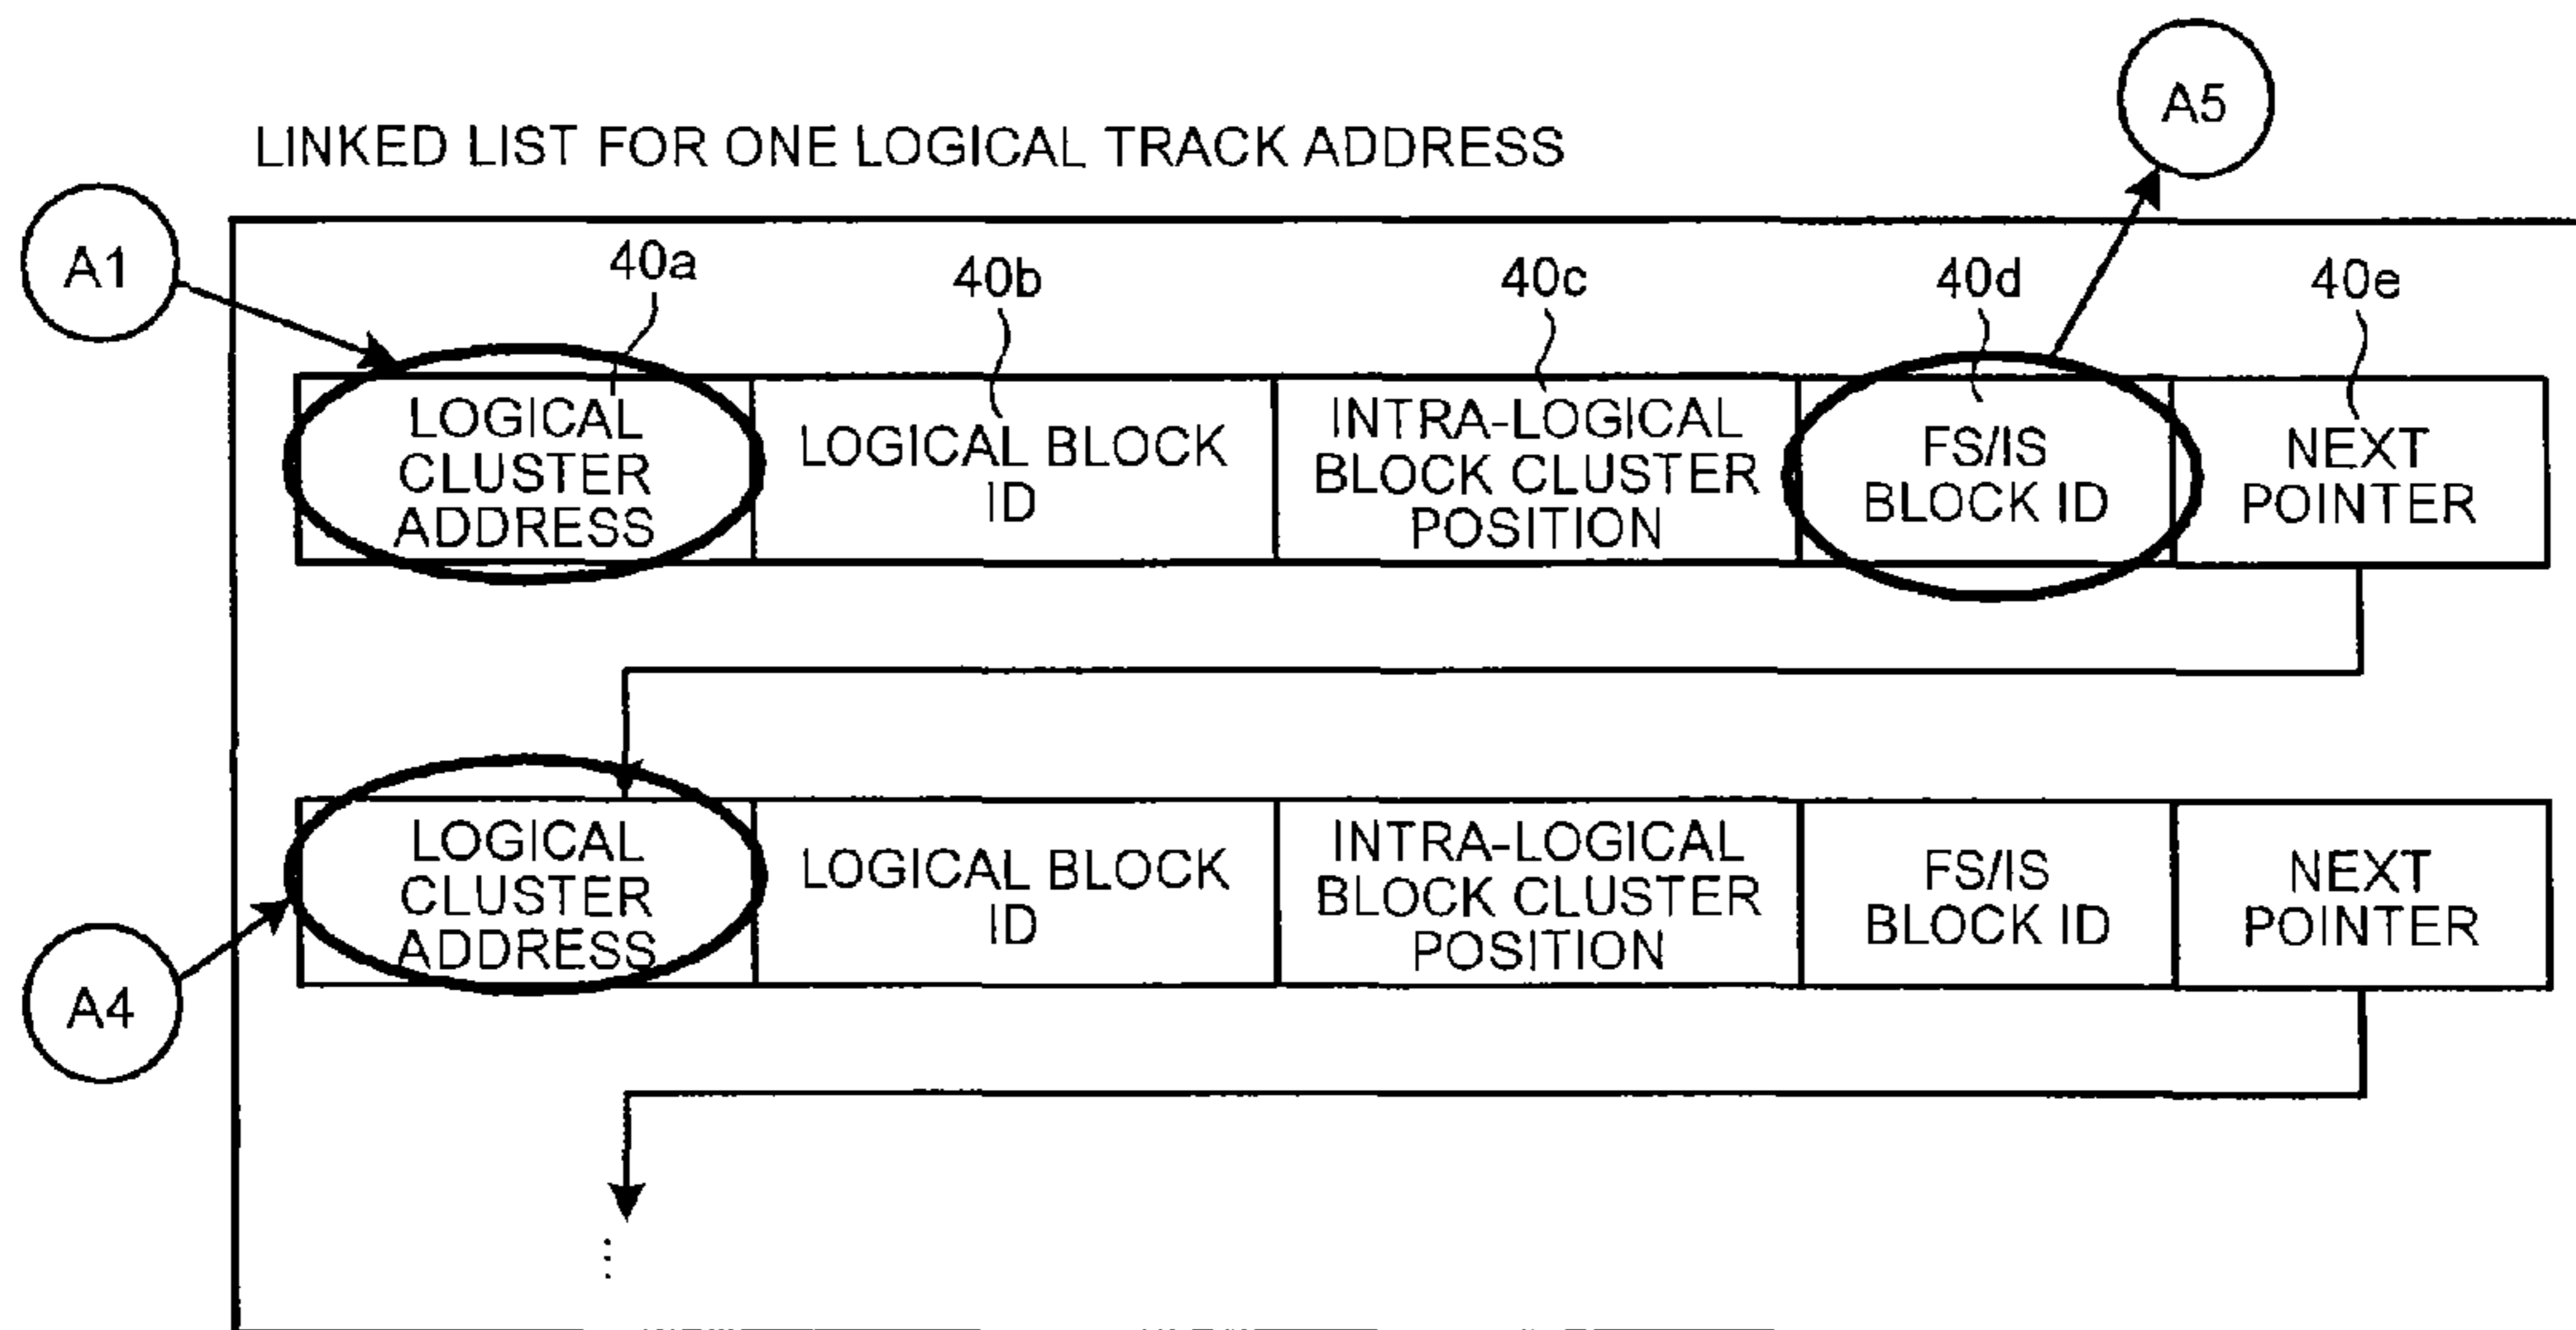 A5
LINKED LIST FOR ONE LOGICAL TRACK ADDRESS
A1
40a
40b
40c
40d
40e
LOGICAL
CLUSTER
ADDRESS
LOGICAL BLOCK
ID
INTRA-LOGICAL
BLOCK CLUSTER
POSITION
FS/IS
BLOCK ID
NEXT
POINTER
LOGICAL
CLUSTER
ADDRESS
LOGICAL BLOCK
ID
INTRA-LOGICAL
BLOCK CLUSTER
POSITION
FS/IS
BLOCK ID
NEXT
POINTER
A4
⋮